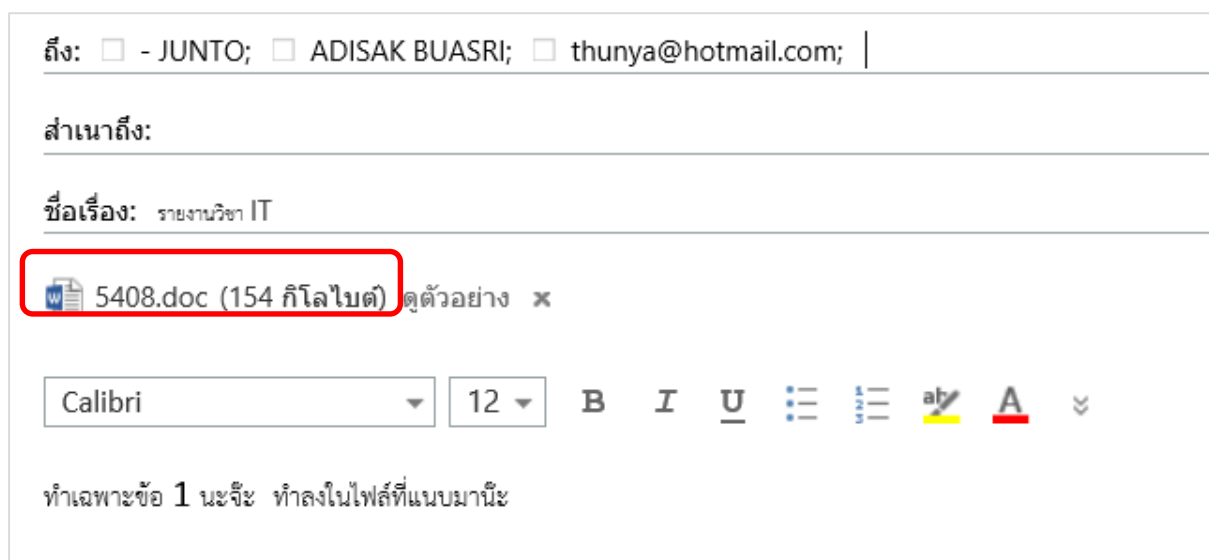 ถึง: - JUNTO; ADISAK BUASRI; thunya@hotmail.com;
สำเนาถึง:
ชื่อเรื่อง: รายงานวิชา IT
5408.doc (154 กิโลไบต์) ดูตัวอย่าง ×
Calibri 12 B I U ab A
ทำเฉพาะข้อ 1 นะจ๊ะ ทำลงในไฟล์ที่แนบมานี๊ะ